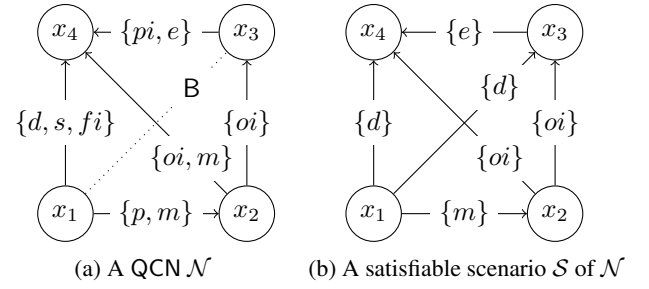 x₄ {pi, e} x₃
B
{d, s, fi} {oi}
{oi, m}
x₁ {p, m} x₂
(a) A QCN 𝒩
x₄ {e} x₃
{d}
{d} {oi}
{oi}
x₁ {m} x₂
(b) A satisfiable scenario 𝒮 of 𝒩